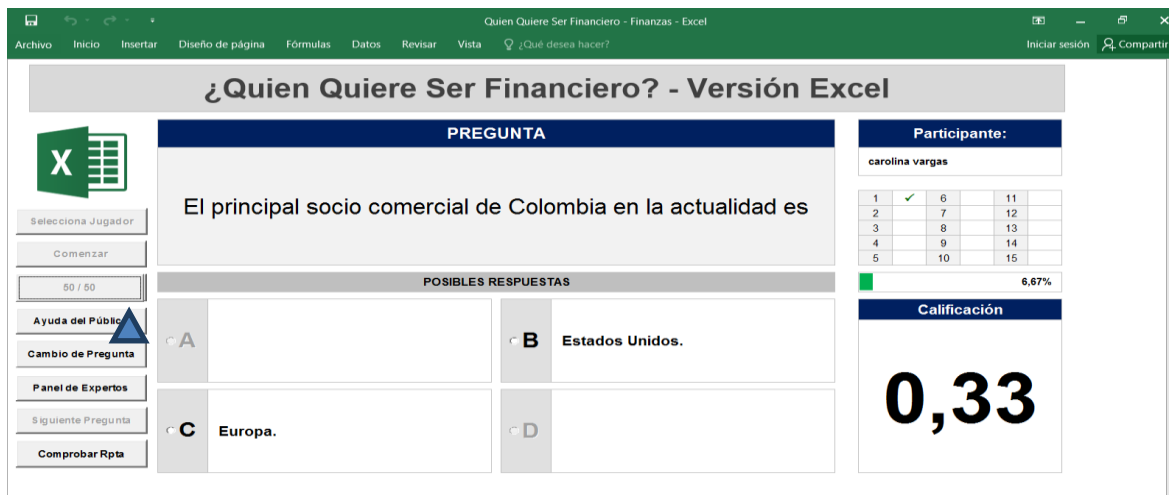 Quien Quiere Ser Financiero - Finanzas - Excel
Archivo Inicio Insertar Diseño de página Fórmulas Datos Revisar Vista ¿Qué desea hacer? Iniciar sesión Compartir
¿Quien Quiere Ser Financiero? - Versión Excel
X
Selecciona Jugador
Comenzar
50 / 50
Ayuda del Públic
Cambio de Pregunta
Panel de Expertos
Siguiente Pregunta
Comprobar Rpta
PREGUNTA
El principal socio comercial de Colombia en la actualidad es
POSIBLES RESPUESTAS
A
B Estados Unidos.
C Europa.
D
Participante:
carolina vargas
1 ✓ 6 11
2 7 12
3 8 13
4 9 14
5 10 15
6,67%
Calificación
0,33